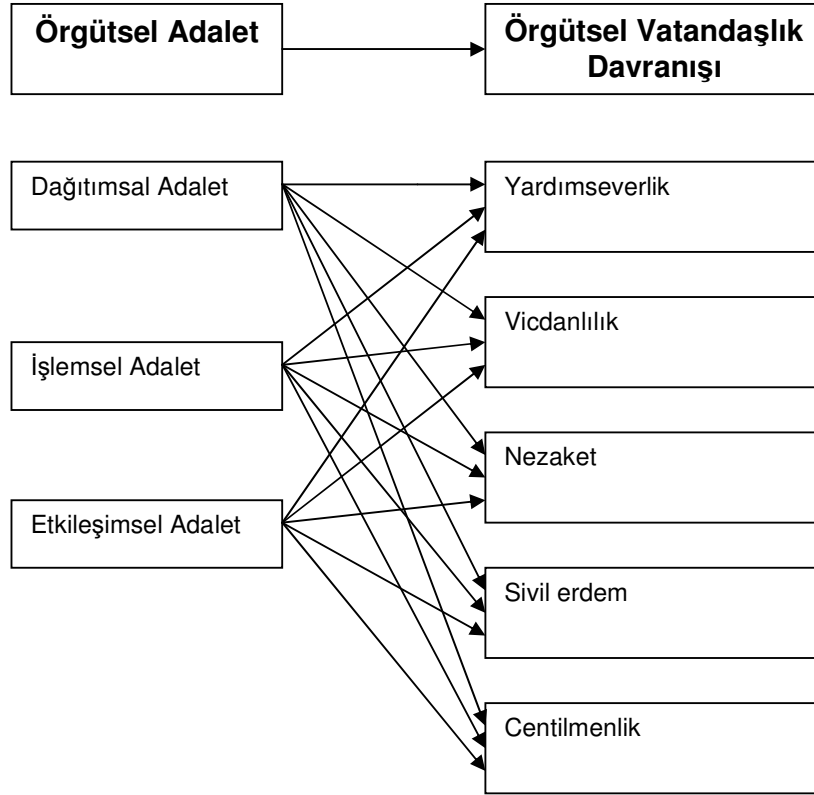 Örgütsel Adalet
Örgütsel Vatandaşlık
Davranışı
Dağıtımsal Adalet
Yardımseverlik
Vicdanlılık
İşlemsel Adalet
Nezaket
Etkileşimsel Adalet
Sivil erdem
Centilmenlik